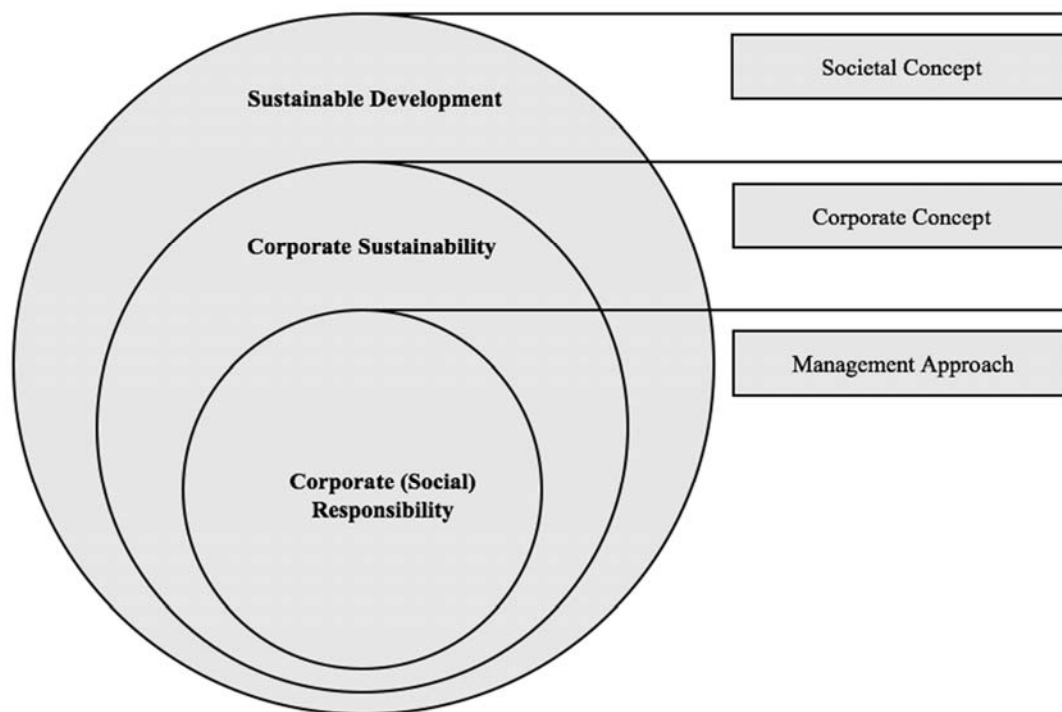 Societal Concept
Sustainable Development
Corporate Concept
Corporate Sustainability
Management Approach
Corporate (Social)
Responsibility